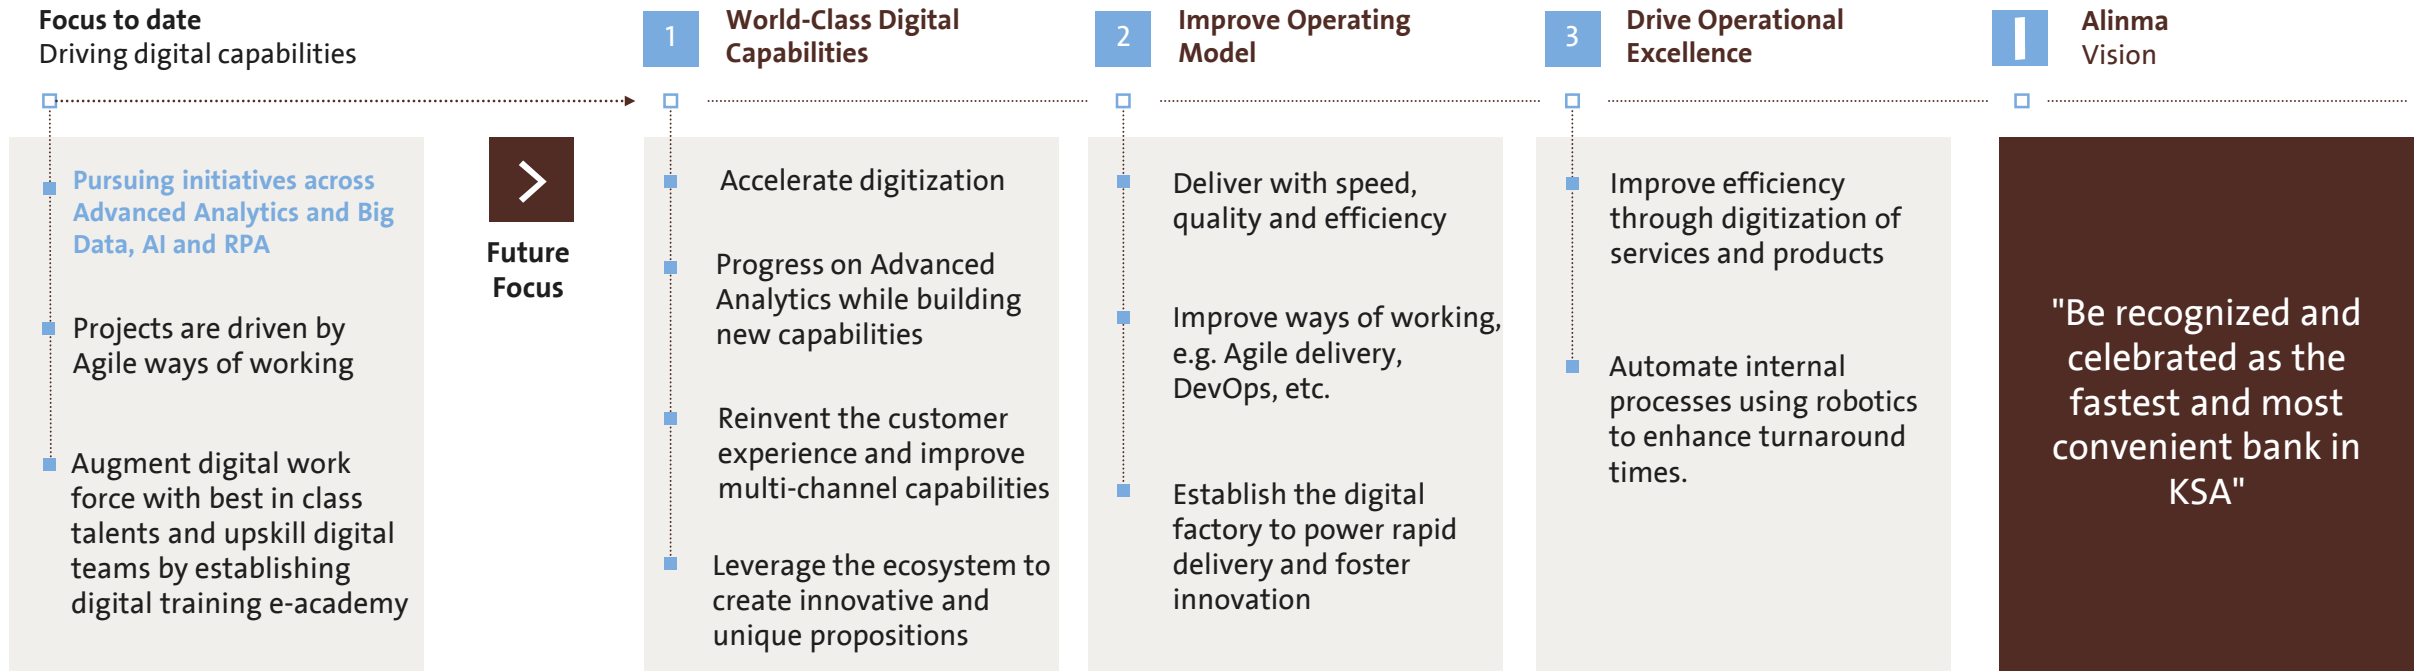 Focus to date
Driving digital capabilities
Pursuing initiatives across
Advanced Analytics and Big
Data, AI and RPA
Projects are driven by
Agile ways of working
Augment digital work
force with best in class
talents and upskill digital
teams by establishing
digital training e-academy
Future
Focus
1
World-Class Digital
Capabilities
Accelerate digitization
Progress on Advanced
Analytics while building
new capabilities
Reinvent the customer
experience and improve
multi-channel capabilities
Leverage the ecosystem to
create innovative and
unique propositions
2
Improve Operating
Model
Deliver with speed,
quality and efficiency
Improve ways of working,
e.g. Agile delivery,
DevOps, etc.
Establish the digital
factory to power rapid
delivery and foster
innovation
3
Drive Operational
Excellence
Improve efficiency
through digitization of
services and products
Automate internal
processes using robotics
to enhance turnaround
times.
Alinma
Vision
"Be recognized and
celebrated as the
fastest and most
convenient bank in
KSA"